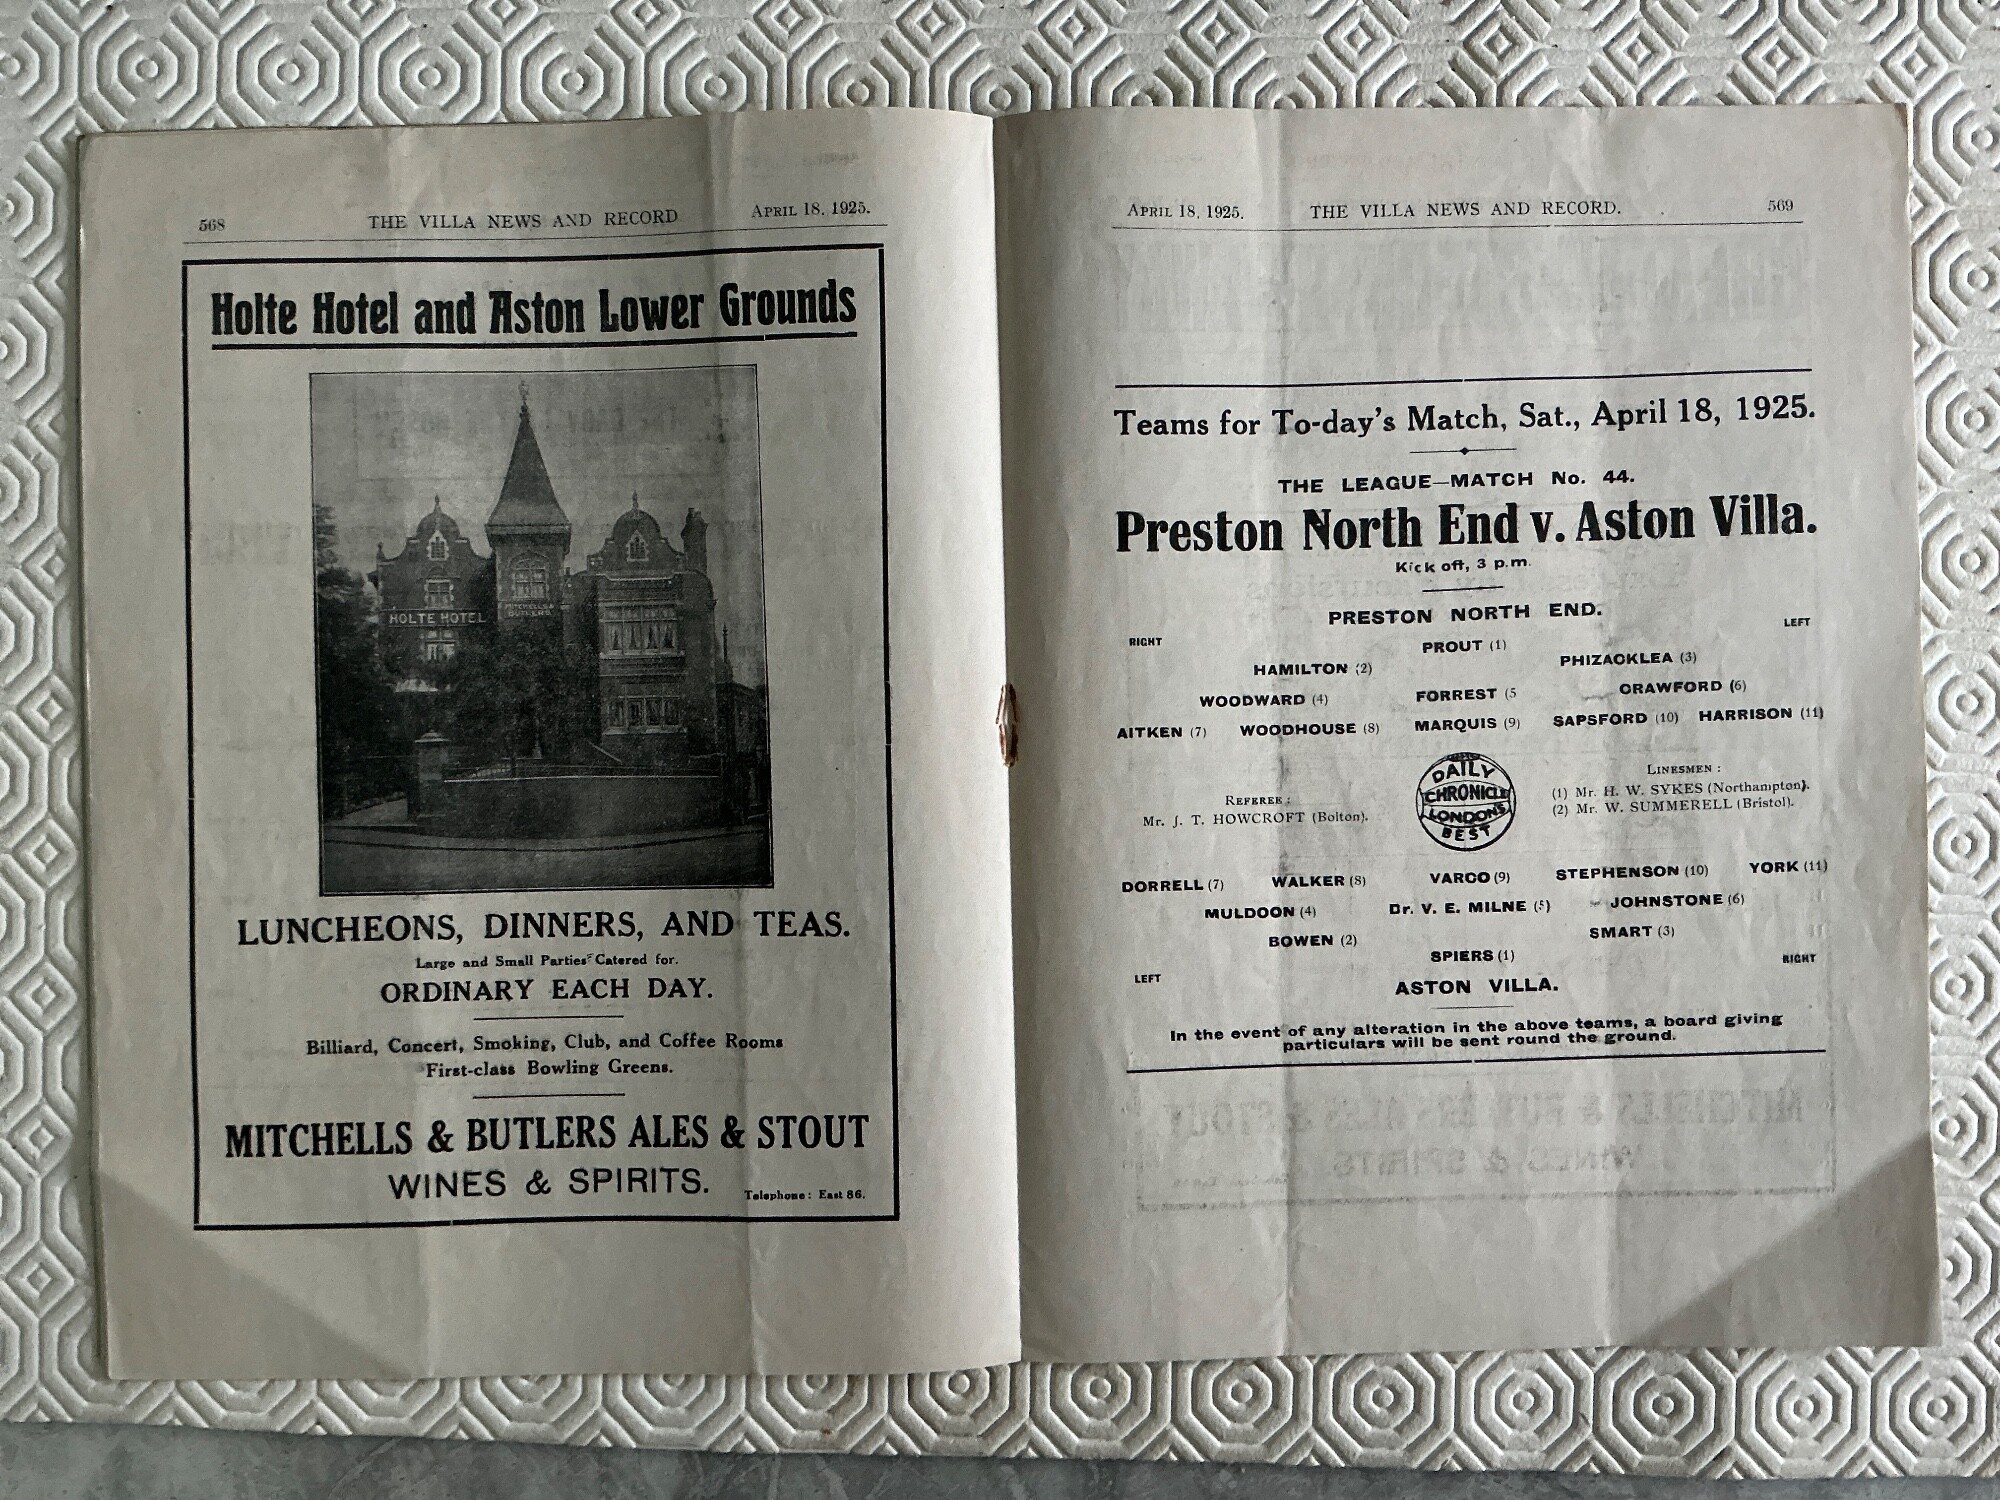 568 THE VILLA NEWS AND RECORD APRIL 18, 1925.
Holte Hotel and Aston Lower Grounds
HOLTE HOTEL
MITCHELLS &
BUTLERS
LUNCHEONS, DINNERS, AND TEAS.
Large and Small Parties Catered for.
ORDINARY EACH DAY.
Billiard, Concert, Smoking, Club, and Coffee Rooms
First-class Bowling Greens.
MITCHELLS & BUTLERS ALES & STOUT
WINES & SPIRITS.
Telephone: East 86.
APRIL 18, 1925. THE VILLA NEWS AND RECORD. 569
Teams for To-day's Match, Sat., April 18, 1925.
THE LEAGUE—MATCH No. 44.
Preston North End v. Aston Villa.
Kick off, 3 p.m.
PRESTON NORTH END.
RIGHT LEFT
PROUT (1)
HAMILTON (2) PHIZACKLEA (3)
WOODWARD (4) FORREST (5 CRAWFORD (6)
AITKEN (7) WOODHOUSE (8) MARQUIS (9) SAPSFORD (10) HARRISON (11)
REFEREE:
Mr. J. T. HOWCROFT (Bolton).
DAILY
CHRONICLE
LONDON'S
BEST
LINESMEN:
(1) Mr. H. W. SYKES (Northampton).
(2) Mr. W. SUMMERELL (Bristol).
DORRELL (7) WALKER (8) VARCO (9) STEPHENSON (10) YORK (11)
MULDOON (4) Dr. V. E. MILNE (5) JOHNSTONE (6)
BOWEN (2) SMART (3)
SPIERS (1)
LEFT RIGHT
ASTON VILLA.
In the event of any alteration in the above teams, a board giving
particulars will be sent round the ground.